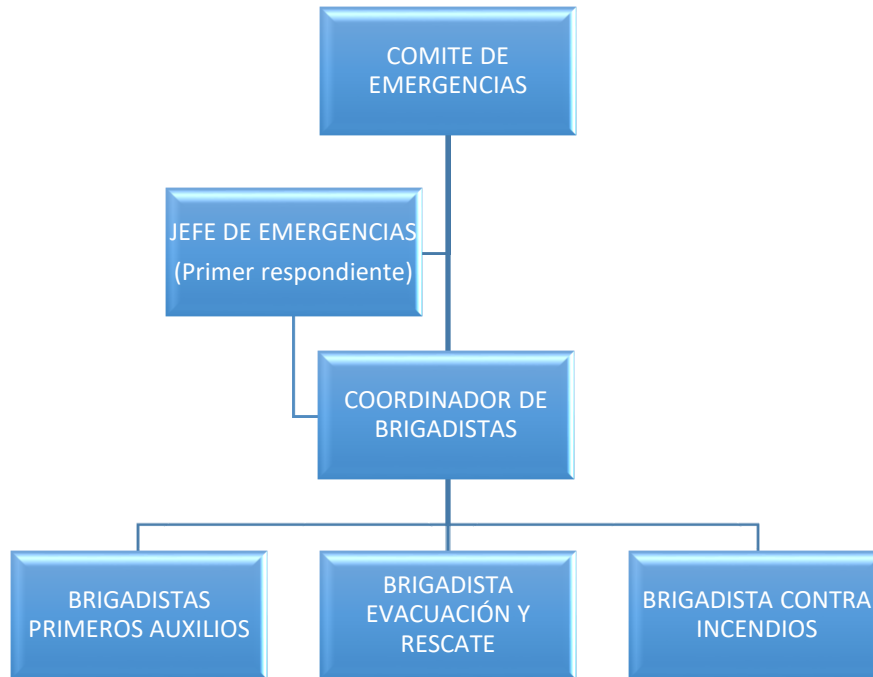 COMITE DE
EMERGENCIAS
JEFE DE EMERGENCIAS
(Primer respondiente)
COORDINADOR DE
BRIGADISTAS
BRIGADISTAS
PRIMEROS AUXILIOS
BRIGADISTA
EVACUACIÓN Y
RESCATE
BRIGADISTA CONTRA
INCENDIOS